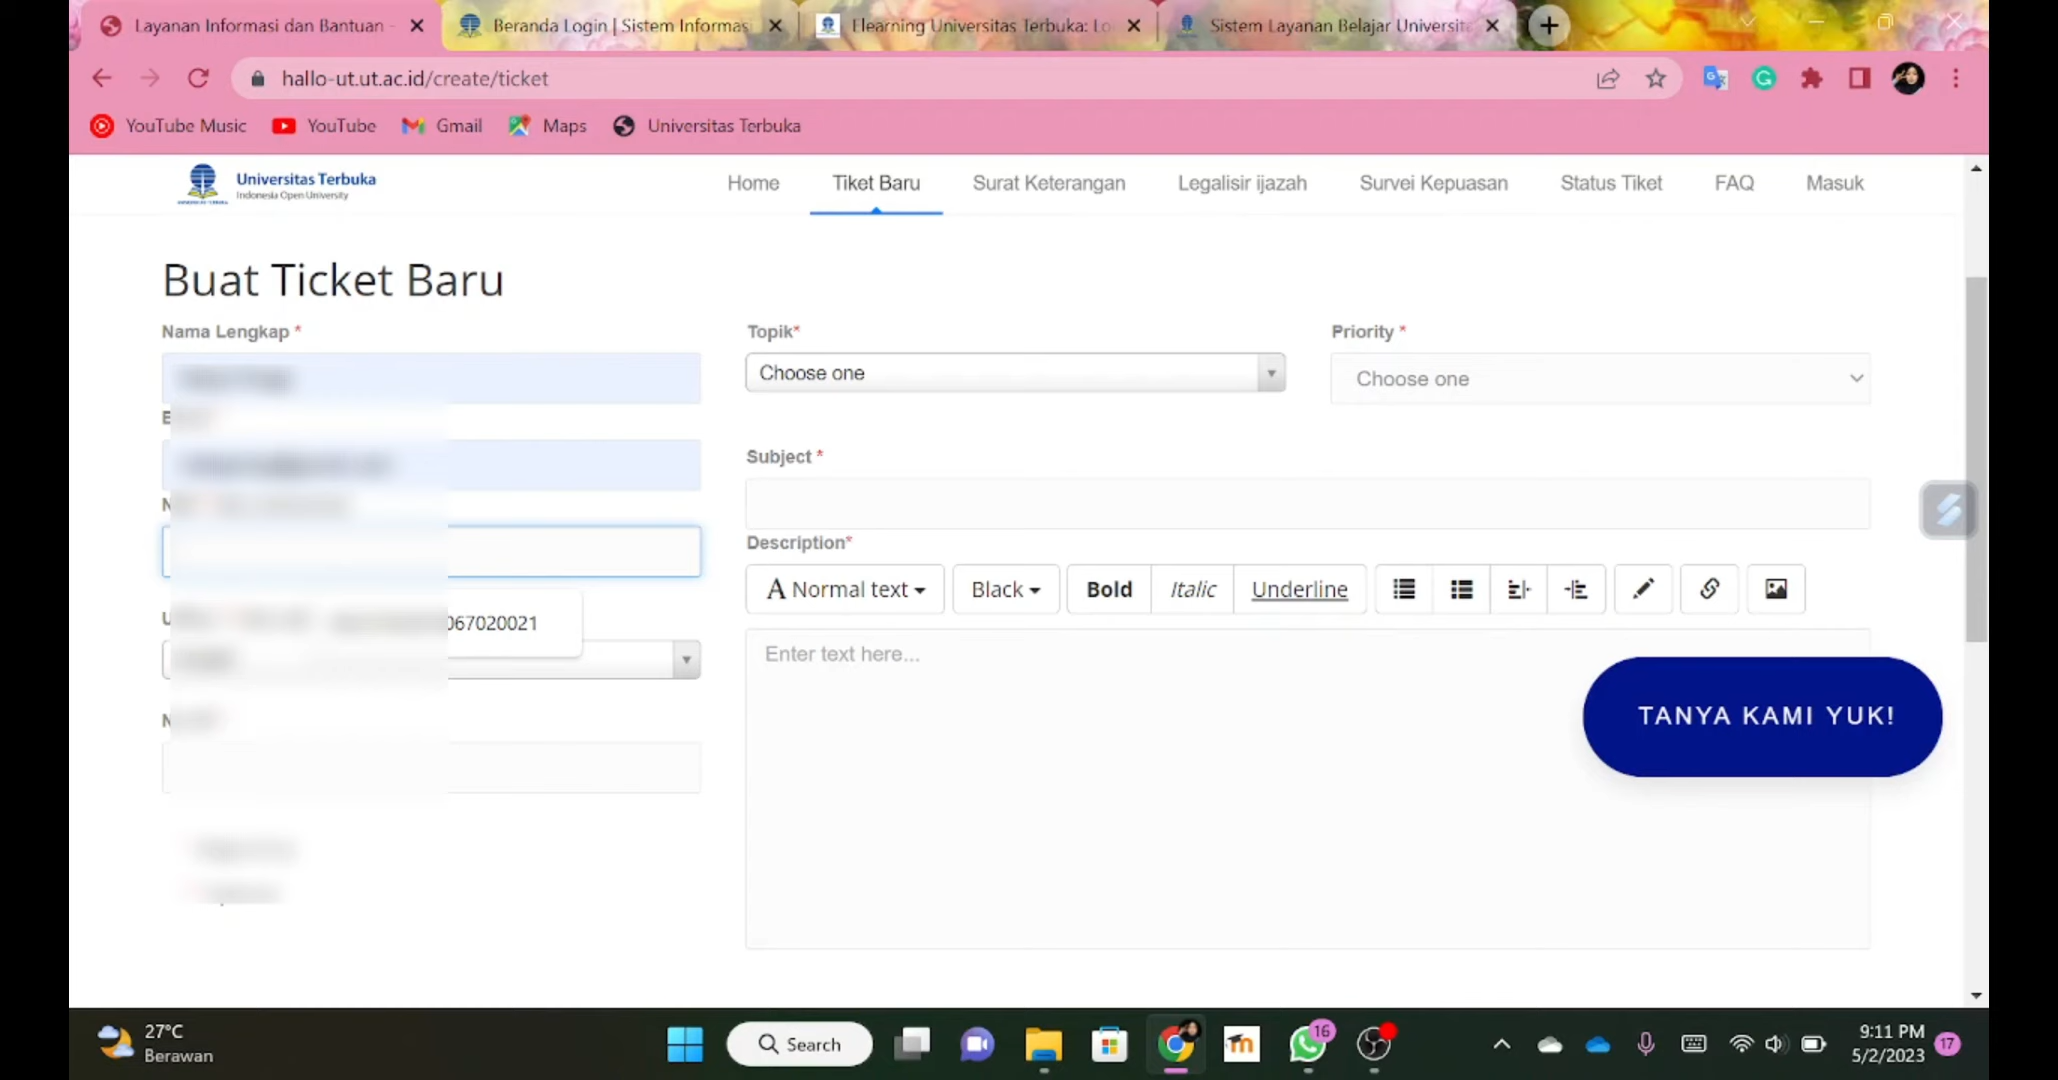 Layanan Informasi dan Bantuan -
Beranda Login | Sistem Informas
Elearning Universitas Terbuka: Lo
Sistem Layanan Belajar Universita
hallo-ut.ut.ac.id/create/ticket
YouTube Music
YouTube
Gmail
Maps
Universitas Terbuka
Universitas Terbuka
Indonesia Open University
Home
Tiket Baru
Surat Keterangan
Legalisir ijazah
Survei Kepuasan
Status Tiket
FAQ
Masuk
Buat Ticket Baru
Nama Lengkap *
Topik*
Priority *
Choose one
Choose one
Subject *
Description*
A Normal text
Black
Bold
Italic
Underline
067020021
Enter text here...
TANYA KAMI YUK!
27°C
Berawan
Search
16
9:11 PM
5/2/2023
17